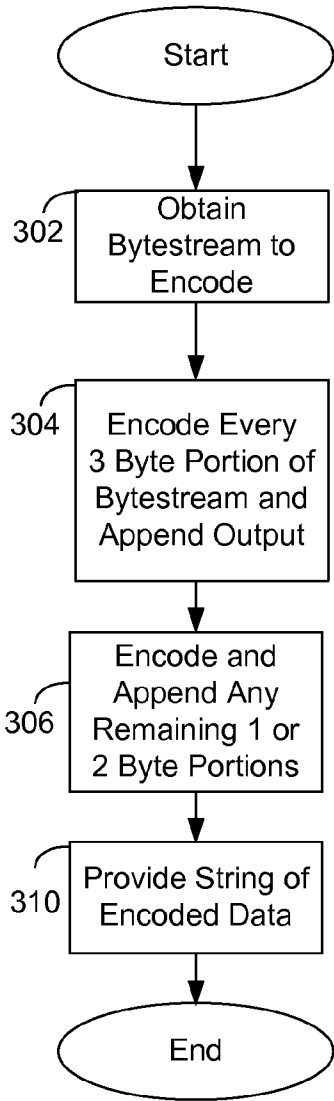 Start
302
Obtain
Bytestream to
Encode
304
Encode Every
3 Byte Portion of
Bytestream and
Append Output
306
Encode and
Append Any
Remaining 1 or
2 Byte Portions
310
Provide String of
Encoded Data
End